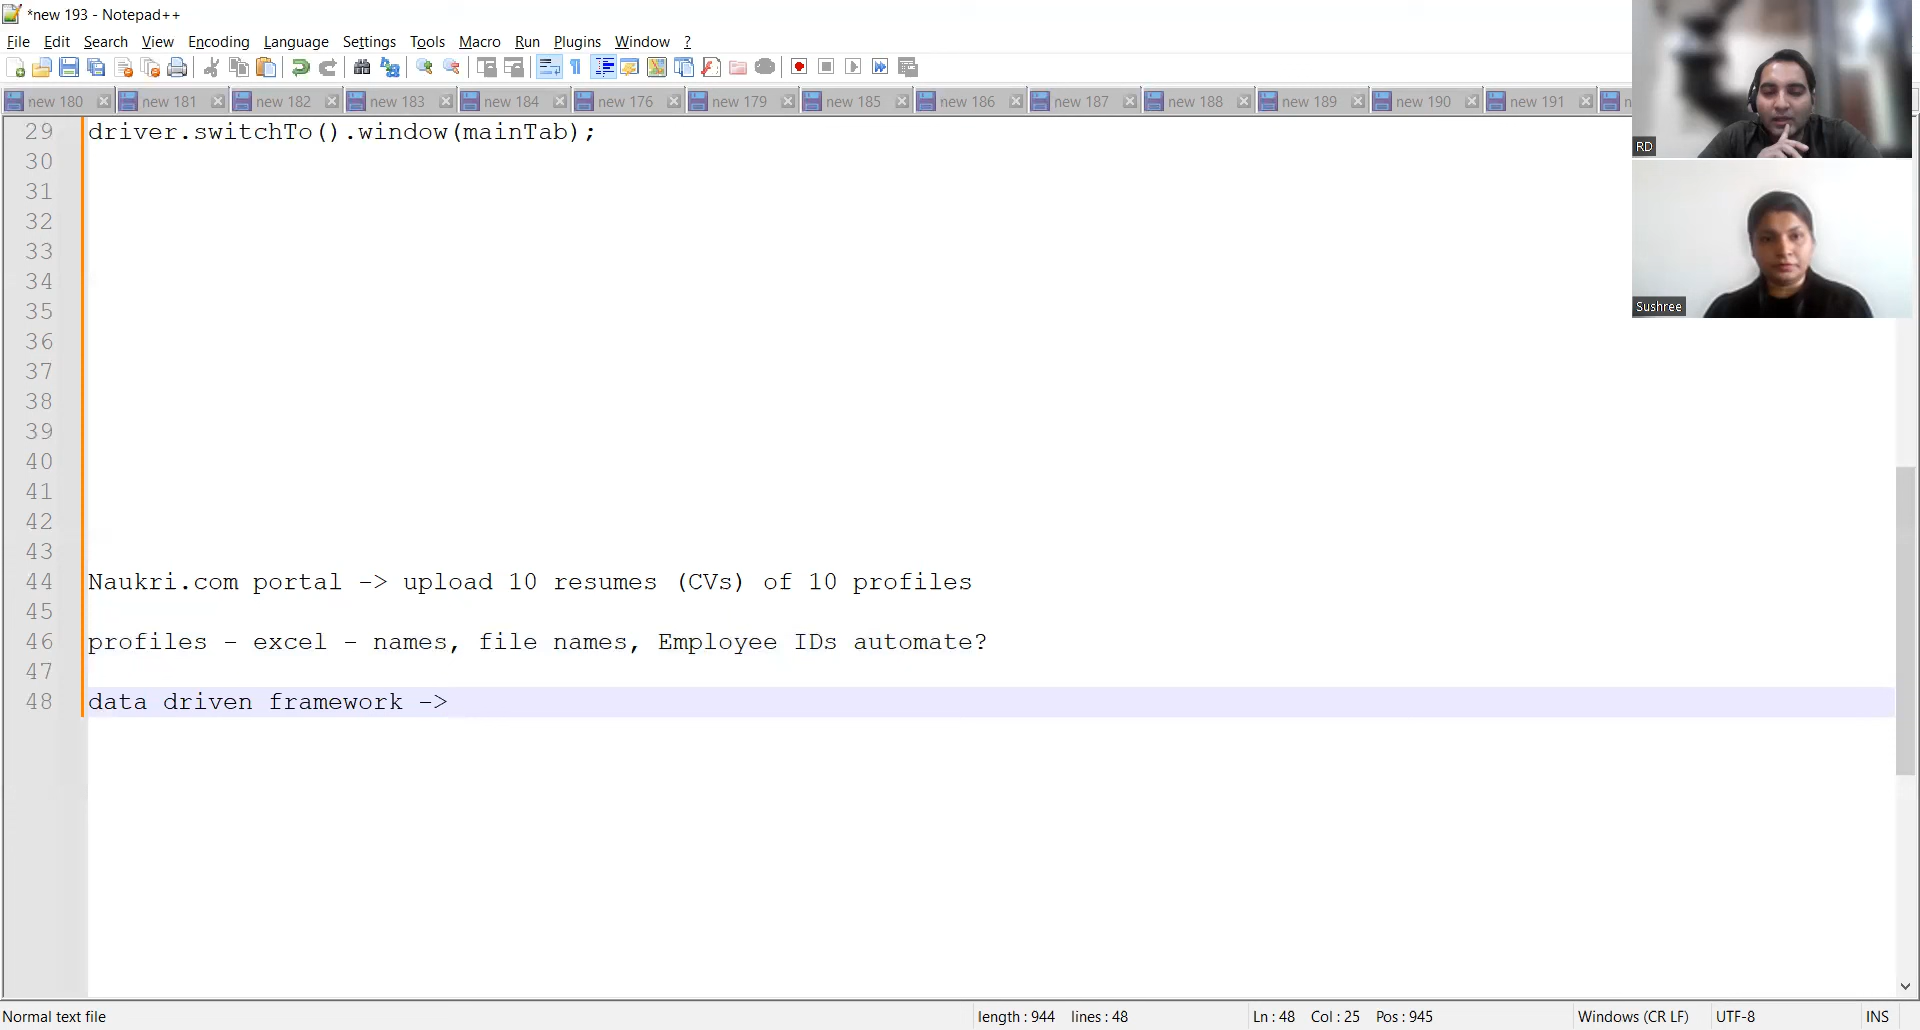 *new 193 - Notepad++
File Edit Search View Encoding Language Settings Tools Macro Run Plugins Window ?
new 180 new 181 new 182 new 183 new 184 new 176 new 179 new 185 new 186 new 187 new 188 new 189 new 190 new 191 n
RD
Sushree
29 driver.switchTo().window(mainTab);
30
31
32
33
34
35
36
37
38
39
40
41
42
43
44 Naukri.com portal -> upload 10 resumes (CVs) of 10 profiles
45
46 profiles - excel - names, file names, Employee IDs automate?
47
48 data driven framework ->
Normal text file length : 944 lines : 48 Ln : 48 Col : 25 Pos : 945 Windows (CR LF) UTF-8 INS